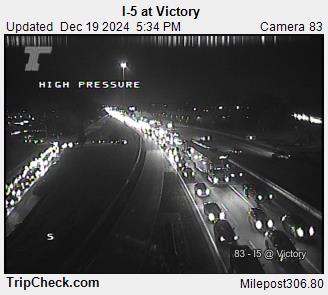 I-5 at Victory
Updated Dec 19 2024 5:34 PM
Camera 83
T
HIGH PRESSURE
S
83 - I5 @ Victory
TripCheck.com
Milepost306.80